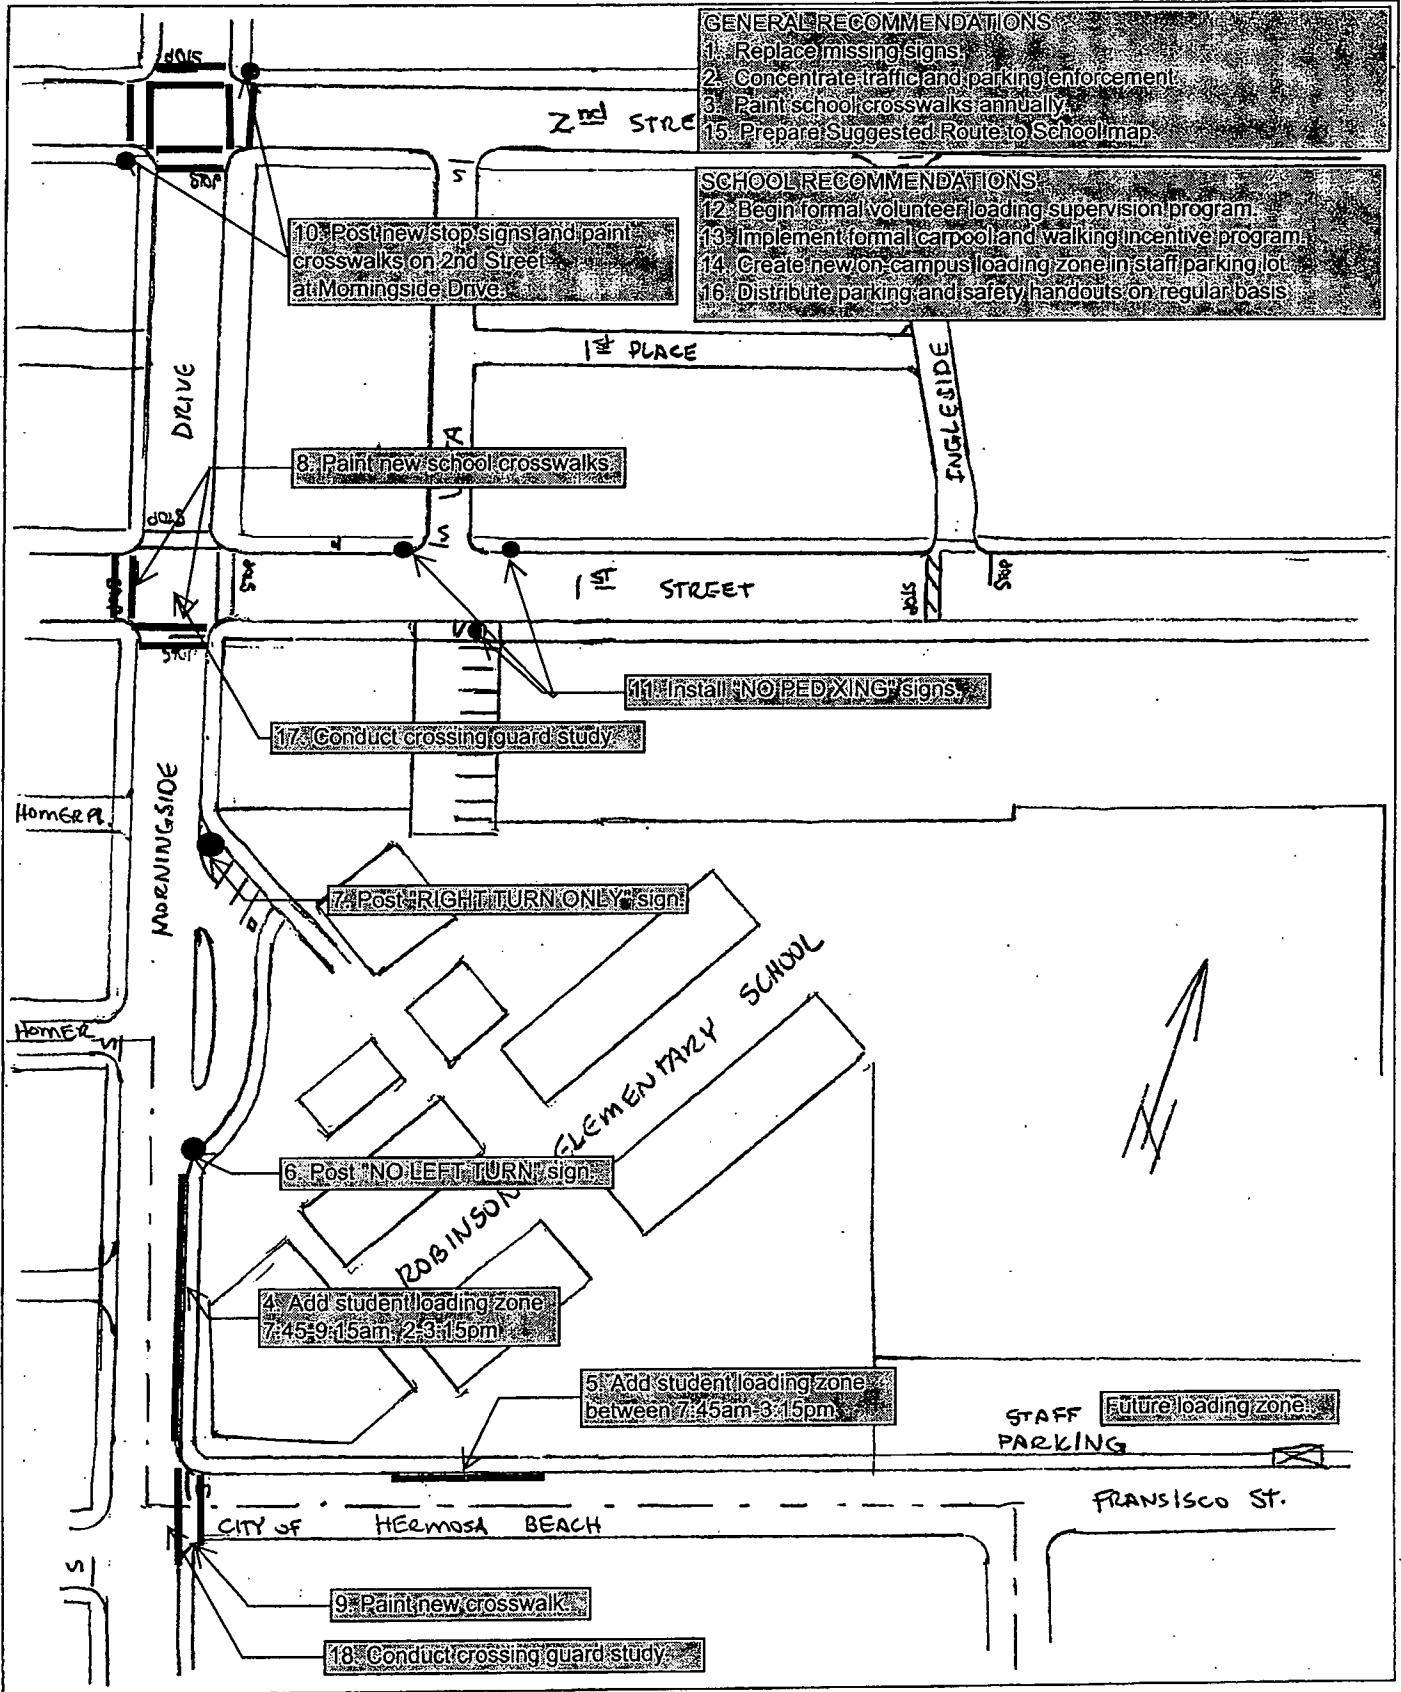 GENERAL RECOMMENDATIONS
1. Replace missing signs.
2. Concentrate traffic and parking enforcement.
3. Paint school crosswalks annually.
15. Prepare Suggested Route to School map.
STOP
2nd STRE
SCHOOL RECOMMENDATIONS
12. Begin formal volunteer loading supervision program.
13. Implement formal carpool and walking incentive program.
14. Create new on-campus loading zone in staff parking lot.
16. Distribute parking and safety handouts on regular basis
STOP
S
10. Post new stop signs and paint
crosswalks on 2nd Street
at Morningside Drive.
1st PLACE
INGLESIDE
DRIVE
8. Paint new school crosswalks.
STOP
S
STOP
STOP
1ST STREET
STOP
STOP
STOP
11. Install "NO PED XING" signs.
17. Conduct crossing guard study
MORNINGSIDE
HOMER PL.
7. Post "RIGHT TURN ONLY" sign.
HOMER
S
ROBINSON ELEMENTARY SCHOOL
6. Post "NO LEFT TURN" sign.
4. Add student loading zone
7:45-9:15am, 2-3:15pm
5. Add student loading zone
between 7:45am-3:15pm
STAFF
PARKING
Future loading zone.
FRANSISCO ST.
CITY OF HERMOSA BEACH
S
9. Paint new crosswalk.
18. Conduct crossing guard study.